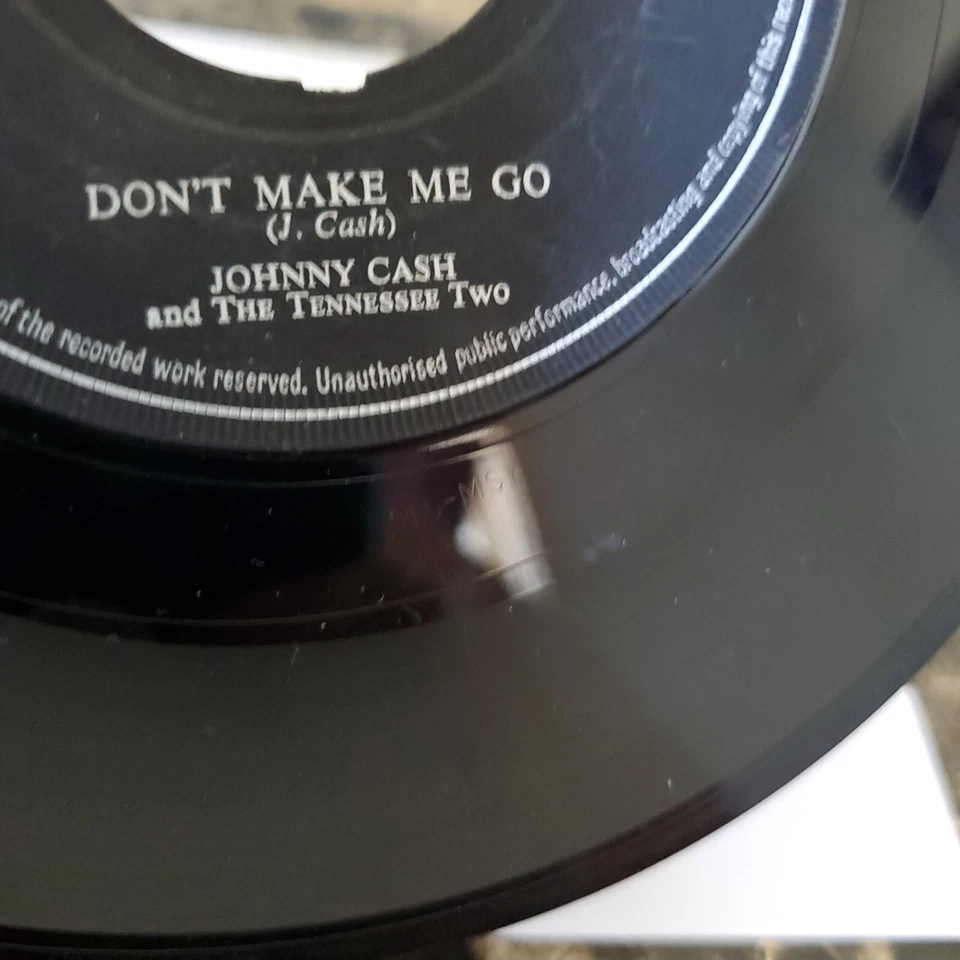 DON'T MAKE ME GO
(J. Cash)
JOHNNY CASH
and THE TENNESSEE TWO
of the recorded work reserved. Unauthorised public performance, broadcasting and copying of this